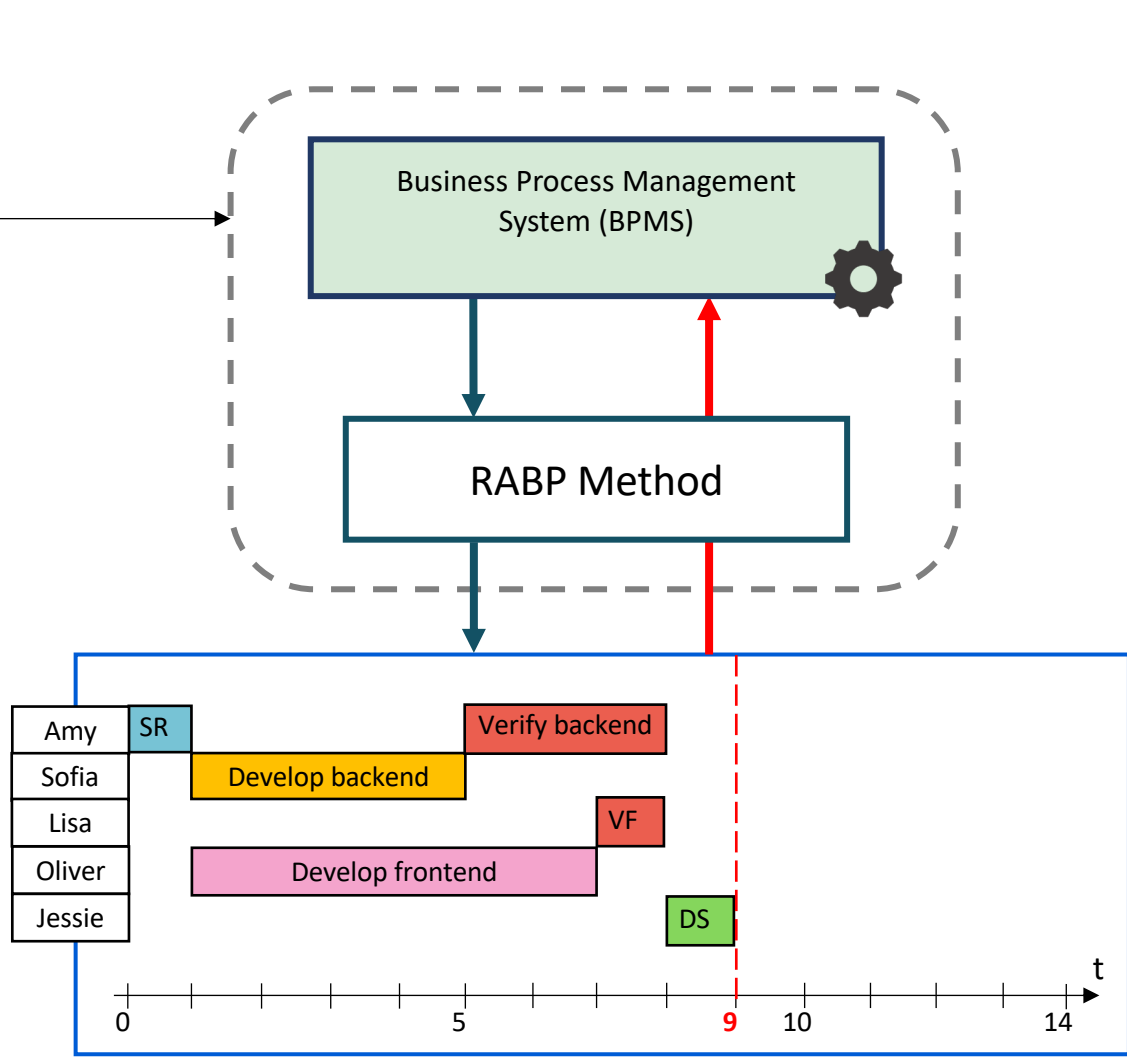 Business Process Management
System (BPMS)
RABP Method
Amy
SR
Verify backend
Sofia
Develop backend
Lisa
VF
Oliver
Develop frontend
Jessie
DS
t
0
5
9
10
14